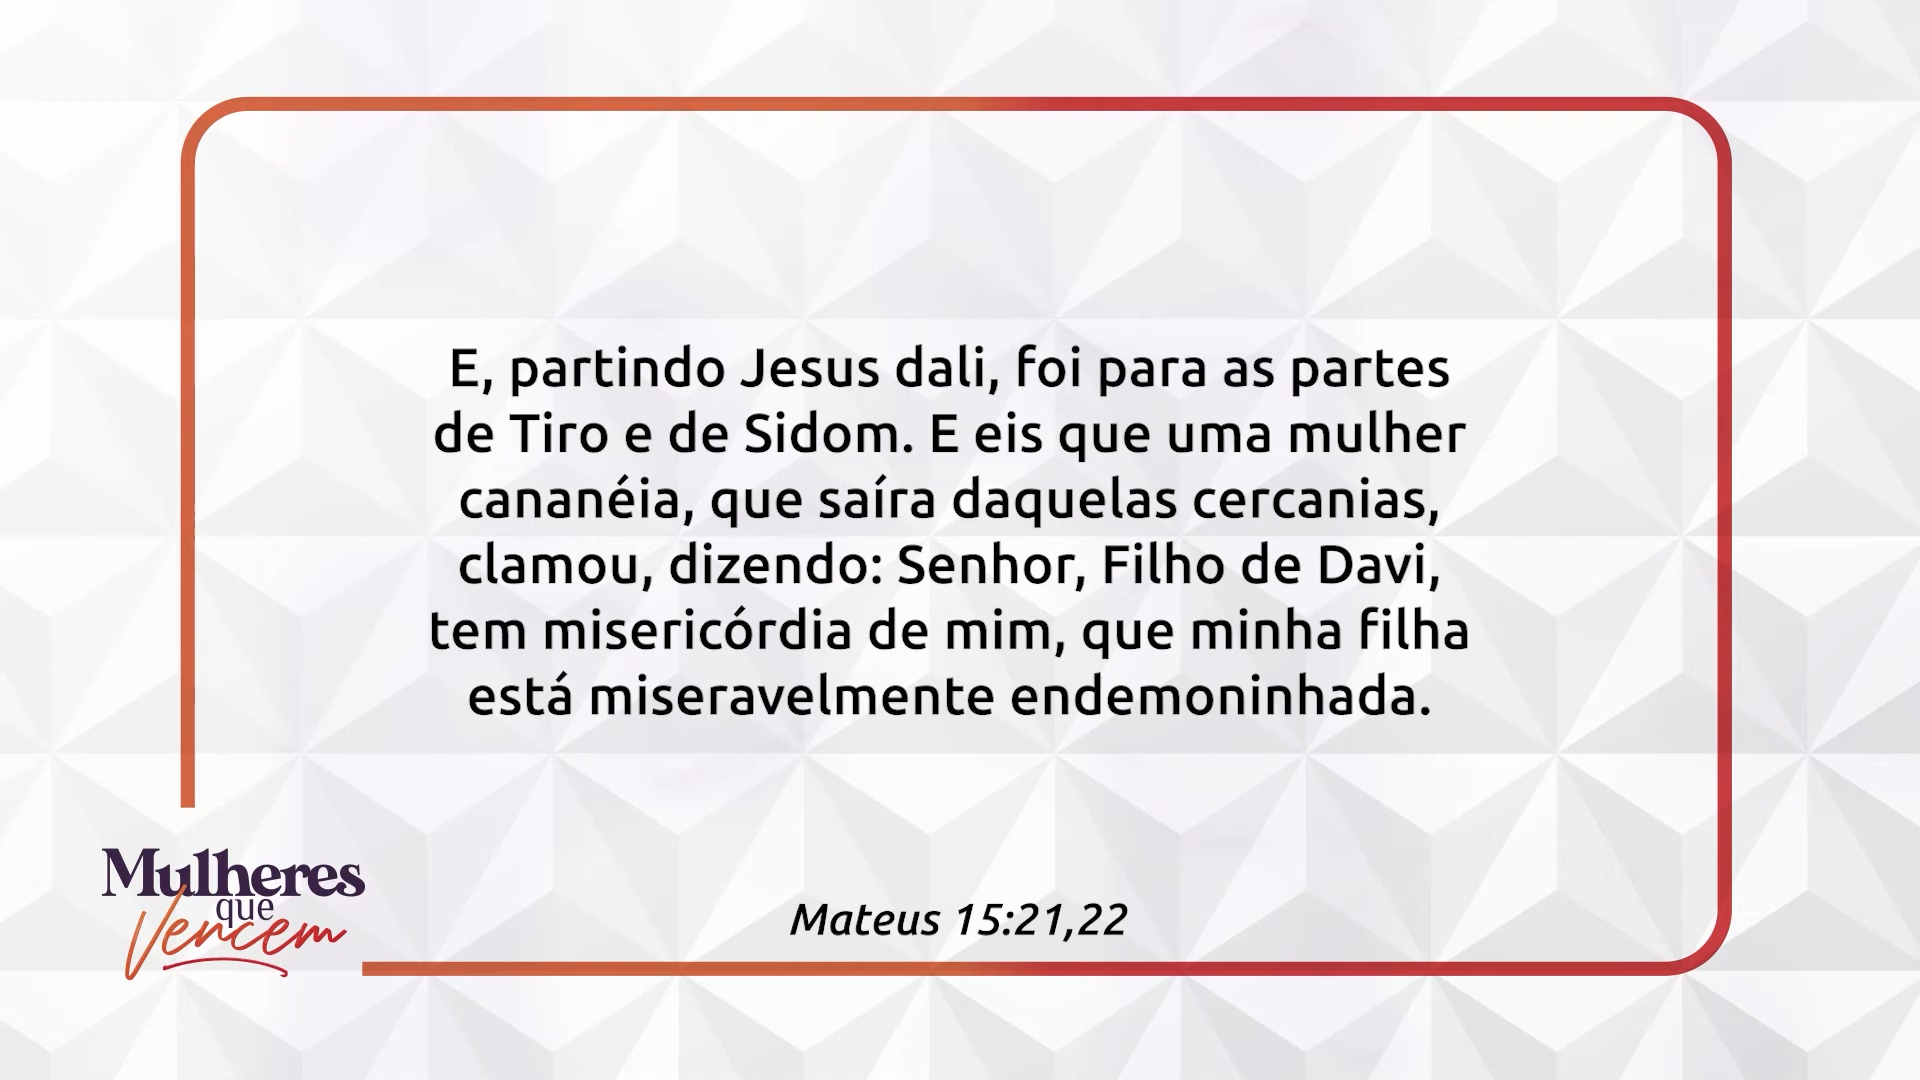 E, partindo Jesus dali, foi para as partes
de Tiro e de Sidom. E eis que uma mulher
cananéia, que saíra daquelas cercanias,
clamou, dizendo: Senhor, Filho de Davi,
tem misericórdia de mim, que minha filha
está miseravelmente endemoninhada.
Mulheres
que
Vencem
Mateus 15:21,22